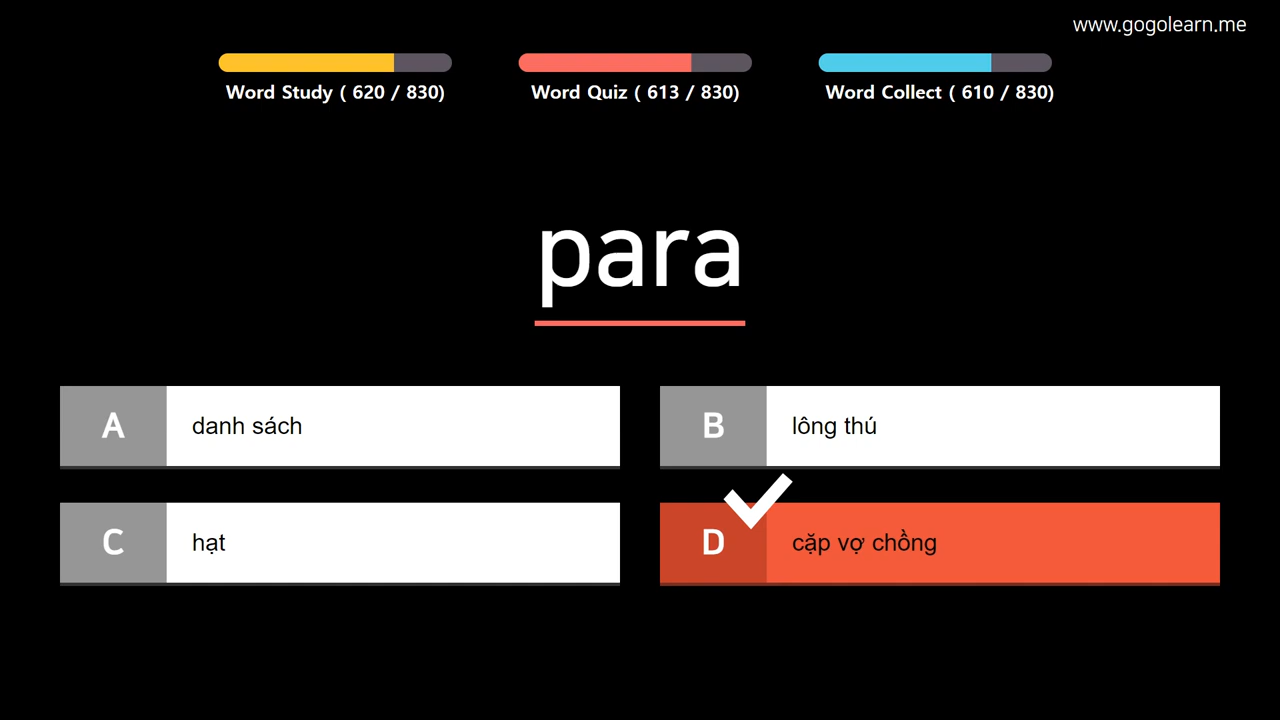 www.gogolearn.me
Word Study ( 620 / 830)
Word Quiz ( 613 / 830)
Word Collect ( 610 / 830)
para
A danh sách
B lông thú
C hạt
D cặp vợ chồng